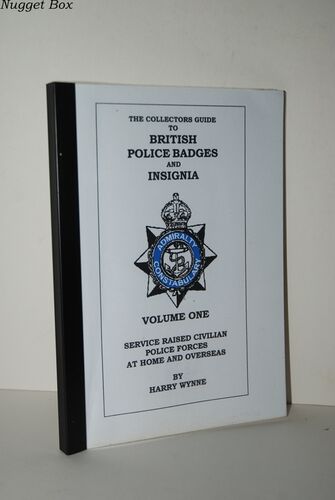 Nugget Box
THE COLLECTORS GUIDE
TO
BRITISH
POLICE BADGES
AND
INSIGNIA
ADMIRALTY
CONSTABULARY
VOLUME ONE
SERVICE RAISED CIVILIAN
POLICE FORCES
AT HOME AND OVERSEAS
BY
HARRY WYNNE